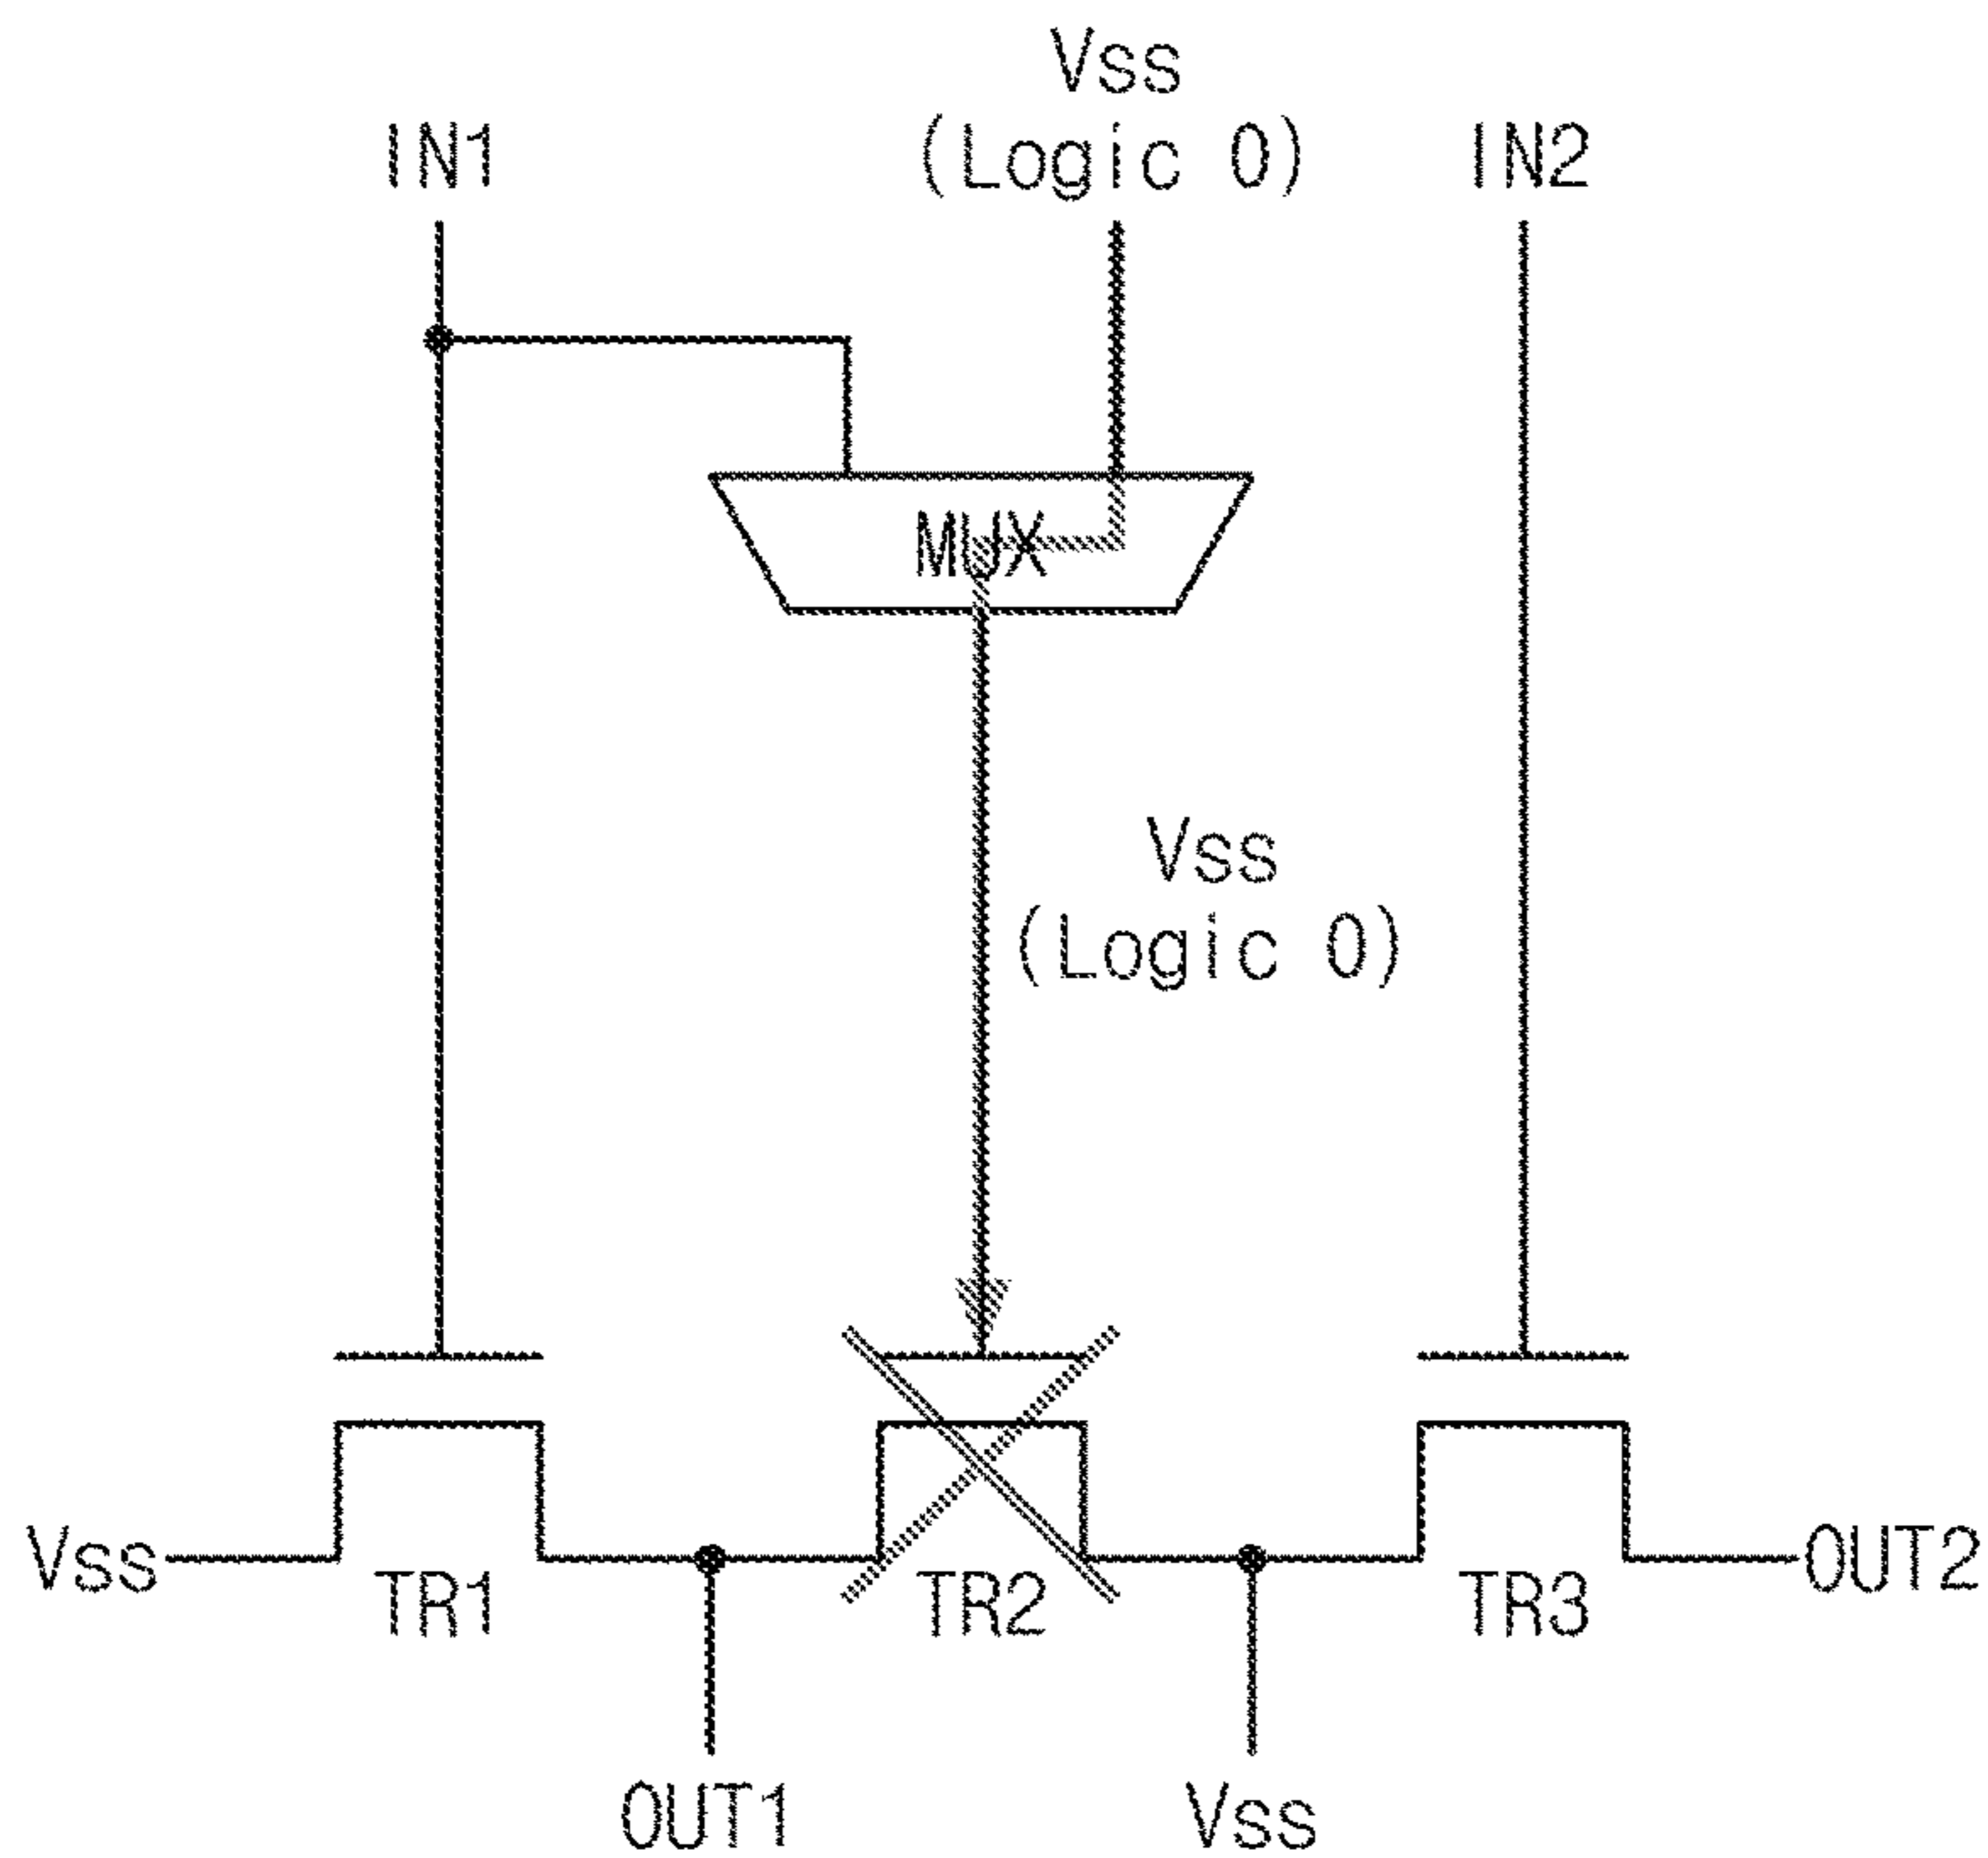 Vss
IN1
(Logic 0)
IN2
MUX
Vss
(Logic 0)
Vss
TR1
TR2
TR3
OUT2
OUT1
Vss